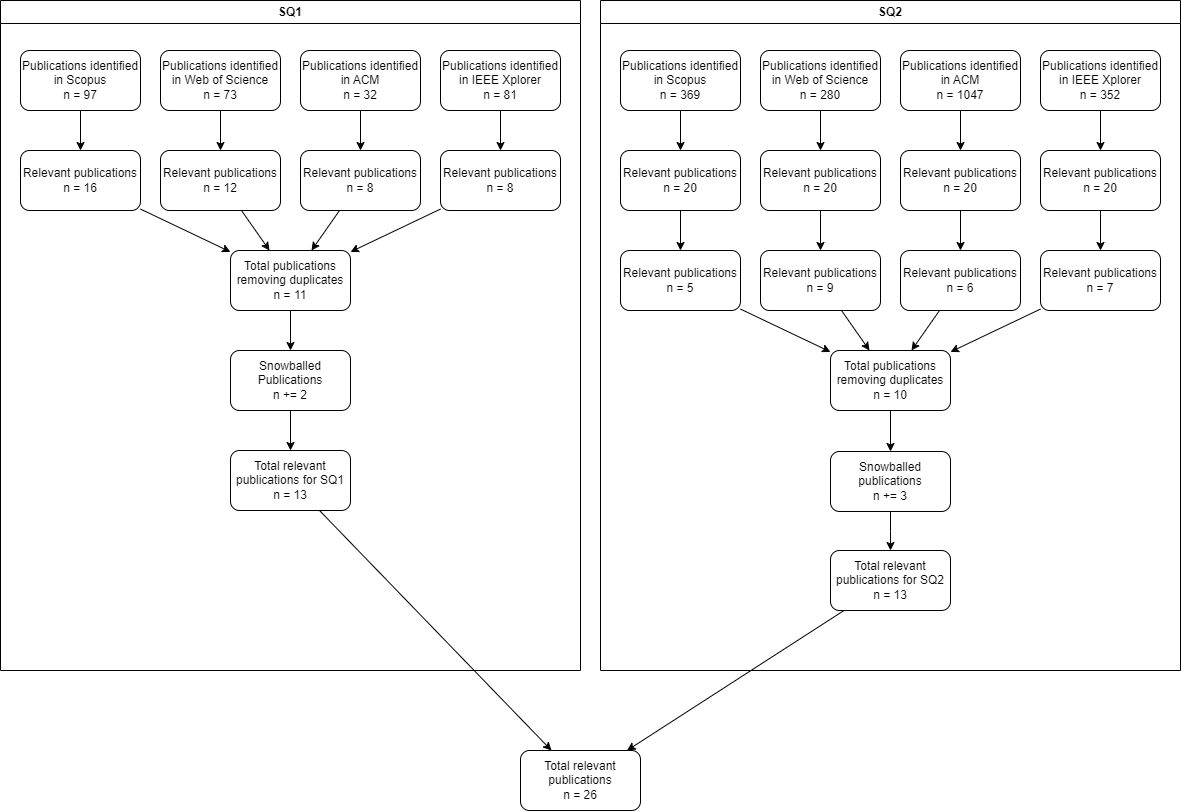 SQ1
Publications identified
in Scopus
n = 97
Publications identified
in Web of Science
n = 73
Publications identified
in ACM
n = 32
Publications identified
in IEEE Xplorer
n = 81
Relevant publications
n = 16
Relevant publications
n = 12
Relevant publications
n = 8
Relevant publications
n = 8
Total publications
removing duplicates
n = 11
Snowballed
Publications
n += 2
Total relevant
publications for SQ1
n = 13
SQ2
Publications identified
in Scopus
n = 369
Publications identified
in Web of Science
n = 280
Publications identified
in ACM
n = 1047
Publications identified
in IEEE Xplorer
n = 352
Relevant publications
n = 20
Relevant publications
n = 20
Relevant publications
n = 20
Relevant publications
n = 20
Relevant publications
n = 5
Relevant publications
n = 9
Relevant publications
n = 6
Relevant publications
n = 7
Total publications
removing duplicates
n = 10
Snowballed
publications
n += 3
Total relevant
publications for SQ2
n = 13
Total relevant
publications
n = 26